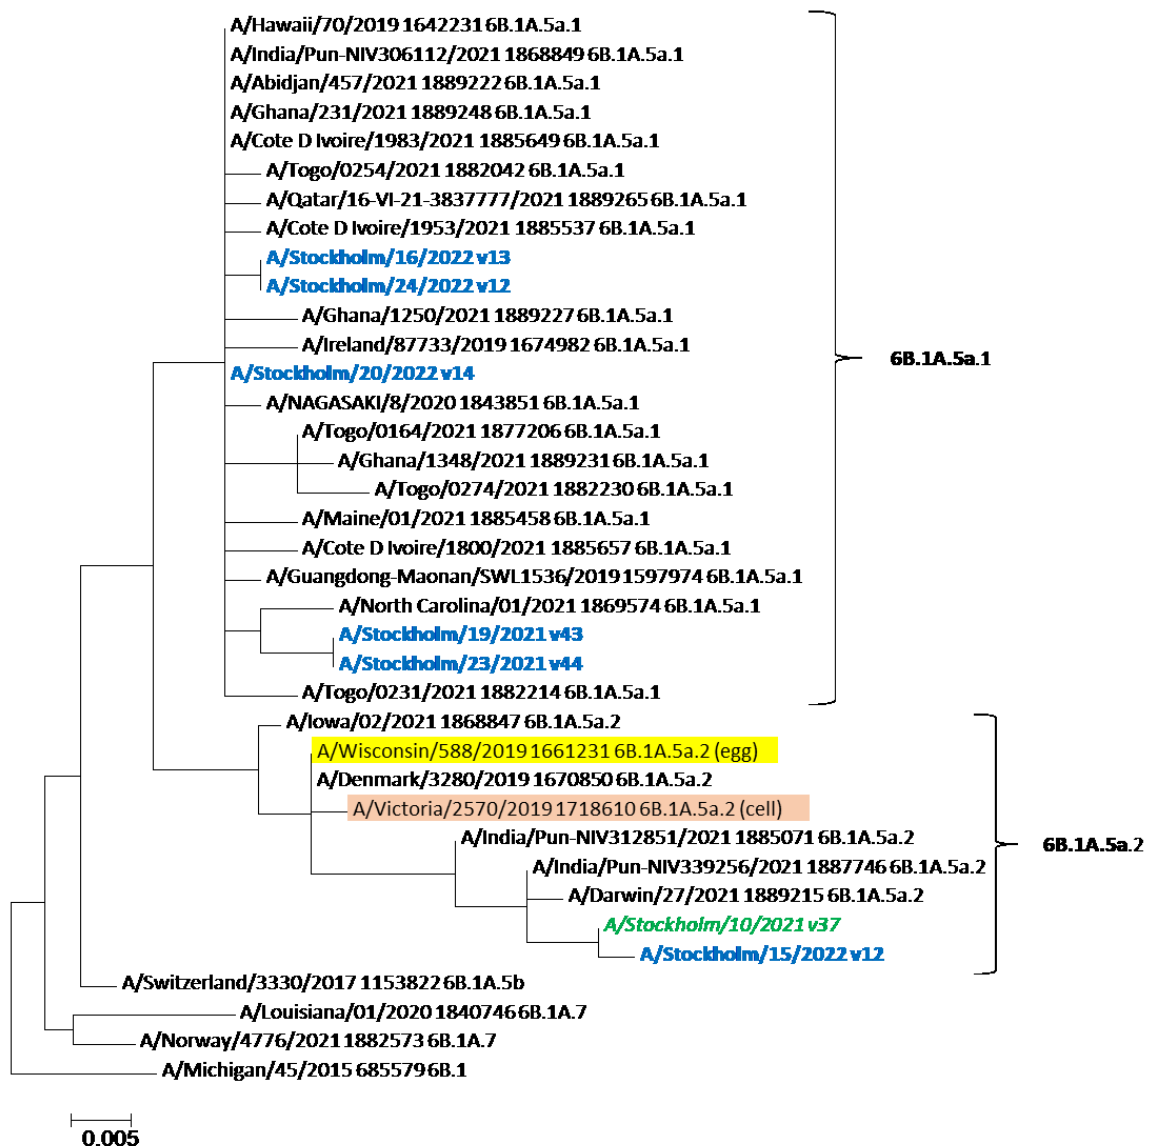 A/Hawaii/70/2019 1642231 6B.1A.5a.1
A/India/Pun-NIV306112/2021 1868849 6B.1A.5a.1
A/Abidjan/457/2021 1889222 6B.1A.5a.1
A/Ghana/231/2021 1889248 6B.1A.5a.1
A/Cote D Ivoire/1983/2021 1885649 6B.1A.5a.1
A/Togo/0254/2021 1882042 6B.1A.5a.1
A/Qatar/16-VI-21-3837777/2021 1889265 6B.1A.5a.1
A/Cote D Ivoire/1953/2021 1885537 6B.1A.5a.1
A/Stockholm/16/2022 v13
A/Stockholm/24/2022 v12
A/Ghana/1250/2021 1889227 6B.1A.5a.1
A/Ireland/87733/2019 1674982 6B.1A.5a.1
6B.1A.5a.1
A/Stockholm/20/2022 v14
A/NAGASAKI/8/2020 1843851 6B.1A.5a.1
A/Togo/0164/2021 1877206 6B.1A.5a.1
A/Ghana/1348/2021 1889231 6B.1A.5a.1
A/Togo/0274/2021 1882230 6B.1A.5a.1
A/Maine/01/2021 1885458 6B.1A.5a.1
A/Cote D Ivoire/1800/2021 1885657 6B.1A.5a.1
A/Guangdong-Maonan/SWL1536/2019 1597974 6B.1A.5a.1
A/North Carolina/01/2021 1869574 6B.1A.5a.1
A/Stockholm/19/2021 v43
A/Stockholm/23/2021 v44
A/Togo/0231/2021 1882214 6B.1A.5a.1
A/Iowa/02/2021 1868847 6B.1A.5a.2
A/Wisconsin/588/2019 1661231 6B.1A.5a.2 (egg)
A/Denmark/3280/2019 1670850 6B.1A.5a.2
A/Victoria/2570/2019 1718610 6B.1A.5a.2 (cell)
A/India/Pun-NIV312851/2021 1885071 6B.1A.5a.2
6B.1A.5a.2
A/India/Pun-NIV339256/2021 1887746 6B.1A.5a.2
A/Darwin/27/2021 1889215 6B.1A.5a.2
A/Stockholm/10/2021 v37
A/Stockholm/15/2022 v12
A/Switzerland/3330/2017 1153822 6B.1A.5b
A/Louisiana/01/2020 1840746 6B.1A.7
A/Norway/4776/2021 1882573 6B.1A.7
A/Michigan/45/2015 685579 6B.1
0.005